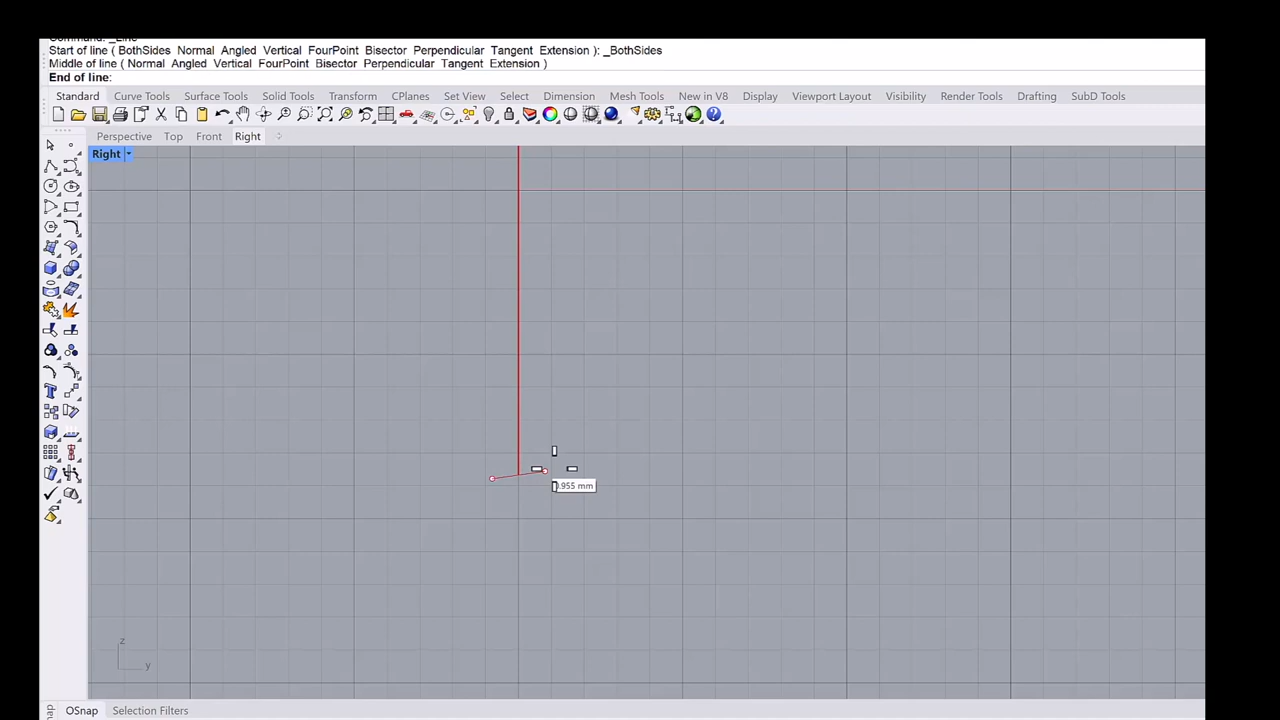 Command: _Line
Start of line ( BothSides Normal Angled Vertical FourPoint Bisector Perpendicular Tangent Extension ): _BothSides
Middle of line ( Normal Angled Vertical FourPoint Bisector Perpendicular Tangent Extension )
End of line:
Standard Curve Tools Surface Tools Solid Tools Transform CPlanes Set View Select Dimension Mesh Tools New in V8 Display Viewport Layout Visibility Render Tools Drafting SubD Tools
Perspective Top Front Right
Right
.955 mm
z
y
OSnap Selection Filters